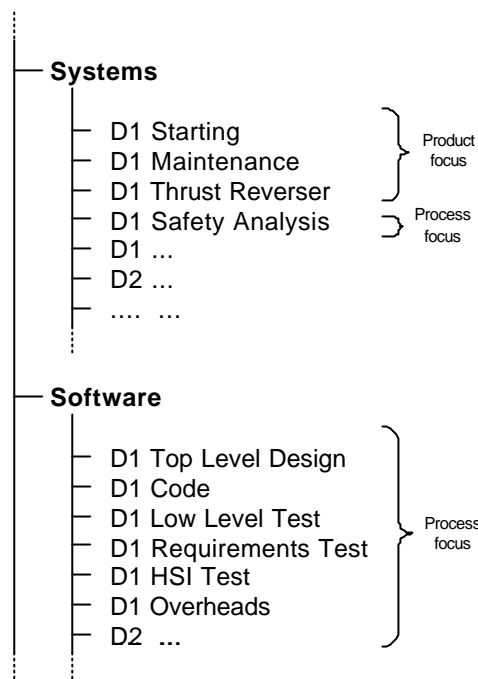 Systems
D1 Starting
D1 Maintenance
D1 Thrust Reverser
Product
focus
D1 Safety Analysis
Process
focus
D1 ...
D2 ...
.... ...
Software
D1 Top Level Design
D1 Code
D1 Low Level Test
D1 Requirements Test
D1 HSI Test
D1 Overheads
D2 ...
Process
focus